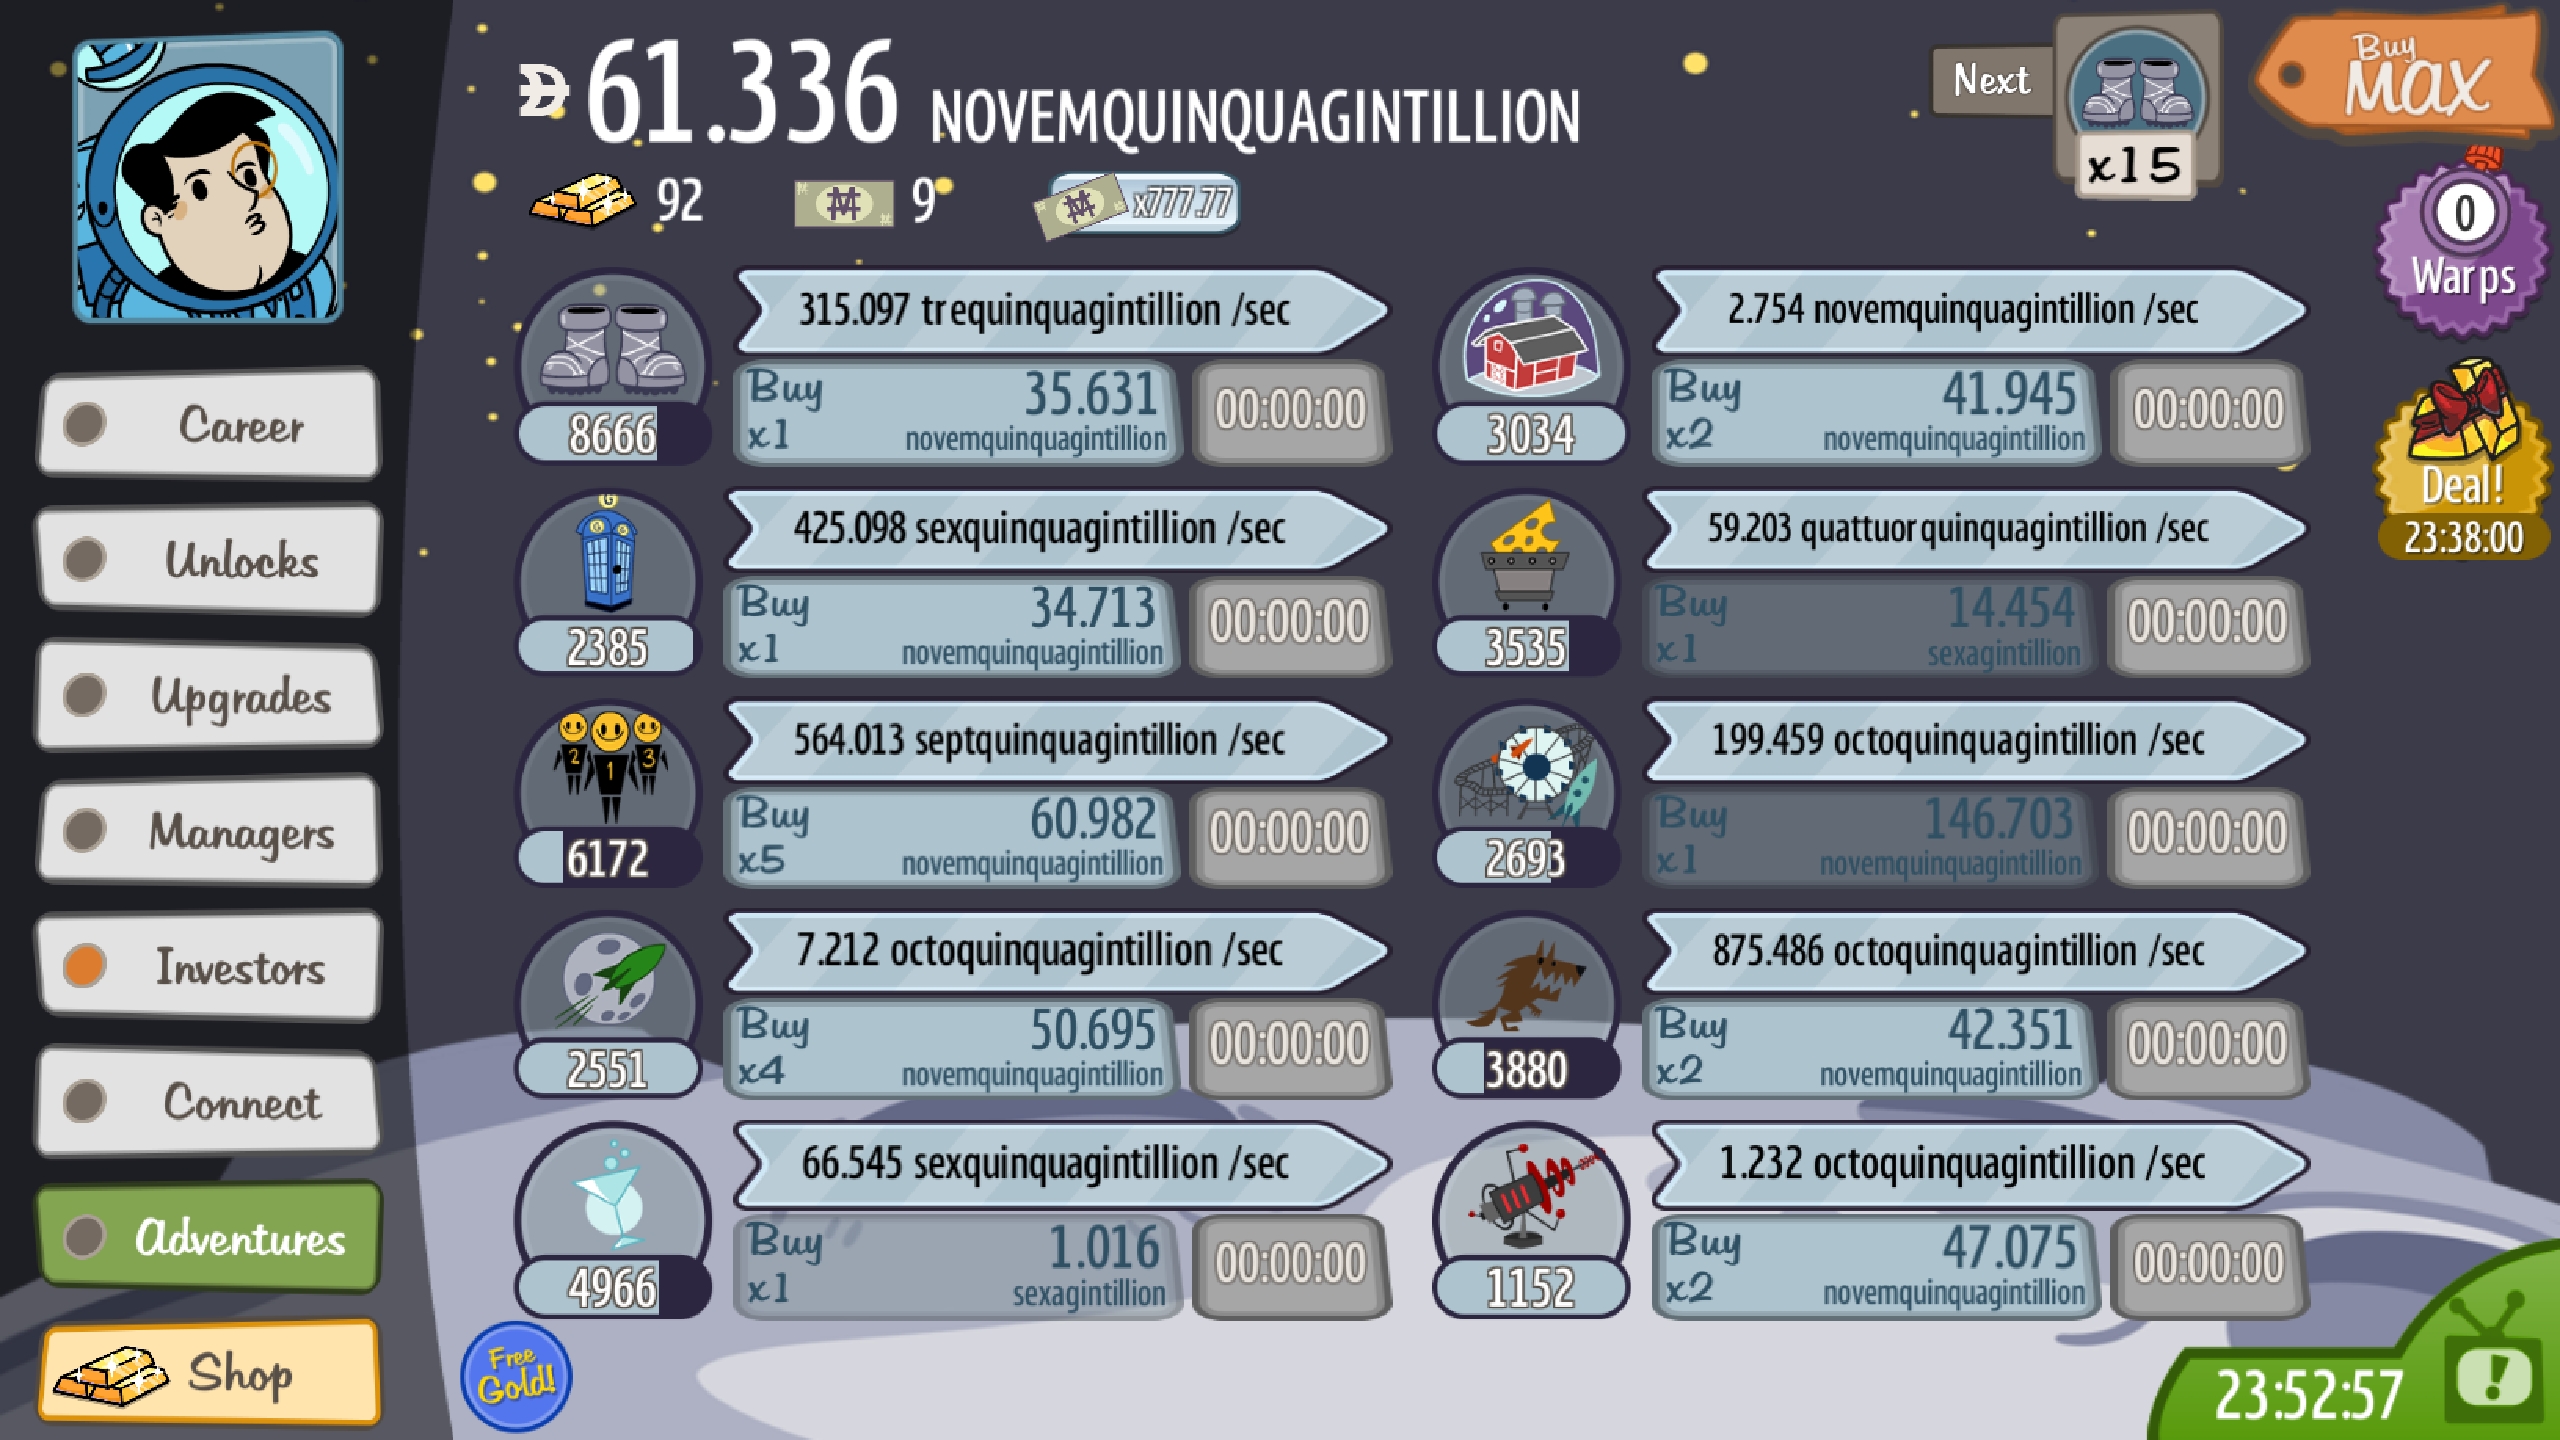 61.336 NOVEMQUINQUAGINTILLION
92
9
x777.77
Next
x15
Buy
MAX
0
Warps
Deal!
23:38:00
Career
Unlocks
Upgrades
Managers
Investors
Connect
Adventures
Shop
315.097 trequinquagintillion /sec
8666
Buy 35.631
x1 novemquinquagintillion
00:00:00
2.754 novemquinquagintillion /sec
3034
Buy 41.945
x2 novemquinquagintillion
00:00:00
G
425.098 sexquinquagintillion /sec
2385
Buy 34.713
x1 novemquinquagintillion
00:00:00
59.203 quattuorquinquagintillion /sec
3535
Buy 14.454
x1 sexagintillion
00:00:00
2 1 3
564.013 septquinquagintillion /sec
6172
Buy 60.982
x5 novemquinquagintillion
00:00:00
199.459 octoquinquagintillion /sec
2693
Buy 146.703
x1 novemquinquagintillion
00:00:00
7.212 octoquinquagintillion /sec
2551
Buy 50.695
x4 novemquinquagintillion
00:00:00
875.486 octoquinquagintillion /sec
3880
Buy 42.351
x2 novemquinquagintillion
00:00:00
66.545 sexquinquagintillion /sec
4966
Buy 1.016
x1 sexagintillion
00:00:00
1.232 octoquinquagintillion /sec
1152
Buy 47.075
x2 novemquinquagintillion
00:00:00
Free
Gold!
23:52:57
!